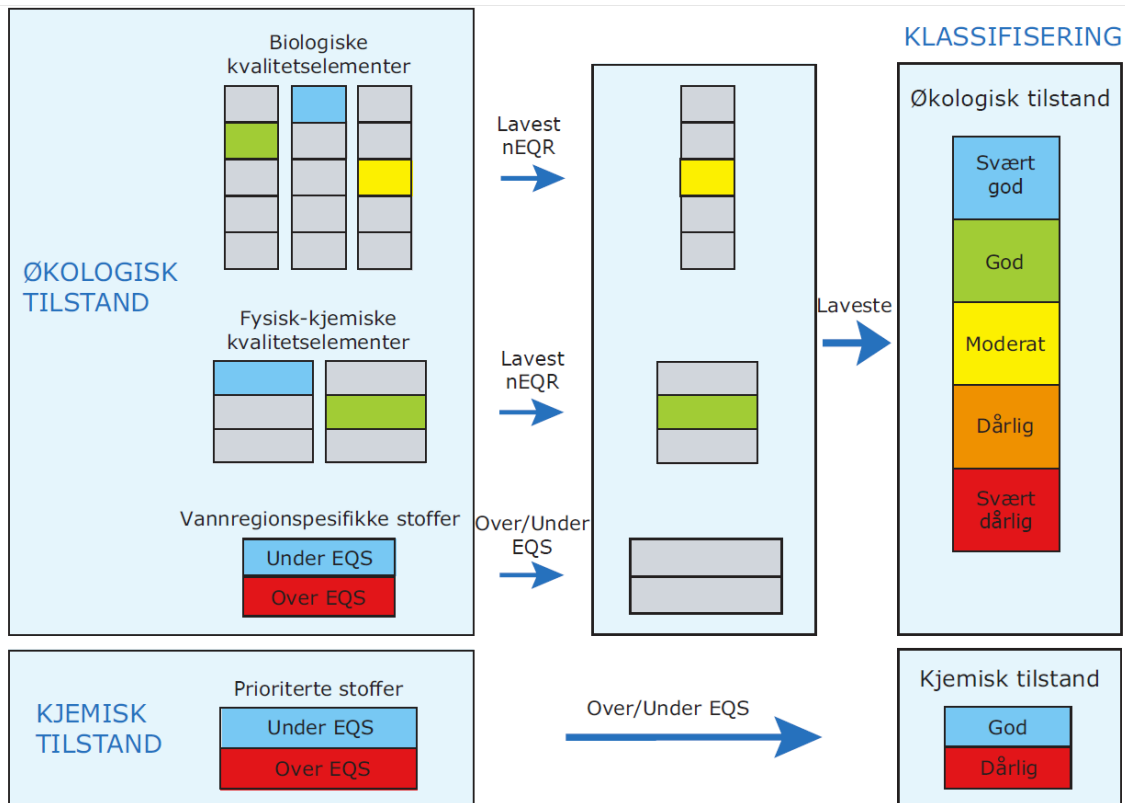 KLASSIFISERING
Biologiske
kvalitetselementer
Lavest
nEQR
Økologisk tilstand
Svært
god
God
Moderat
Dårlig
Svært
dårlig
ØKOLOGISK
TILSTAND
Laveste
Fysisk-kjemiske
kvalitetselementer
Lavest
nEQR
Vannregionspesifikke stoffer
Under EQS
Over EQS
Over/Under
EQS
KJEMISK
TILSTAND
Prioriterte stoffer
Under EQS
Over EQS
Over/Under EQS
Kjemisk tilstand
God
Dårlig